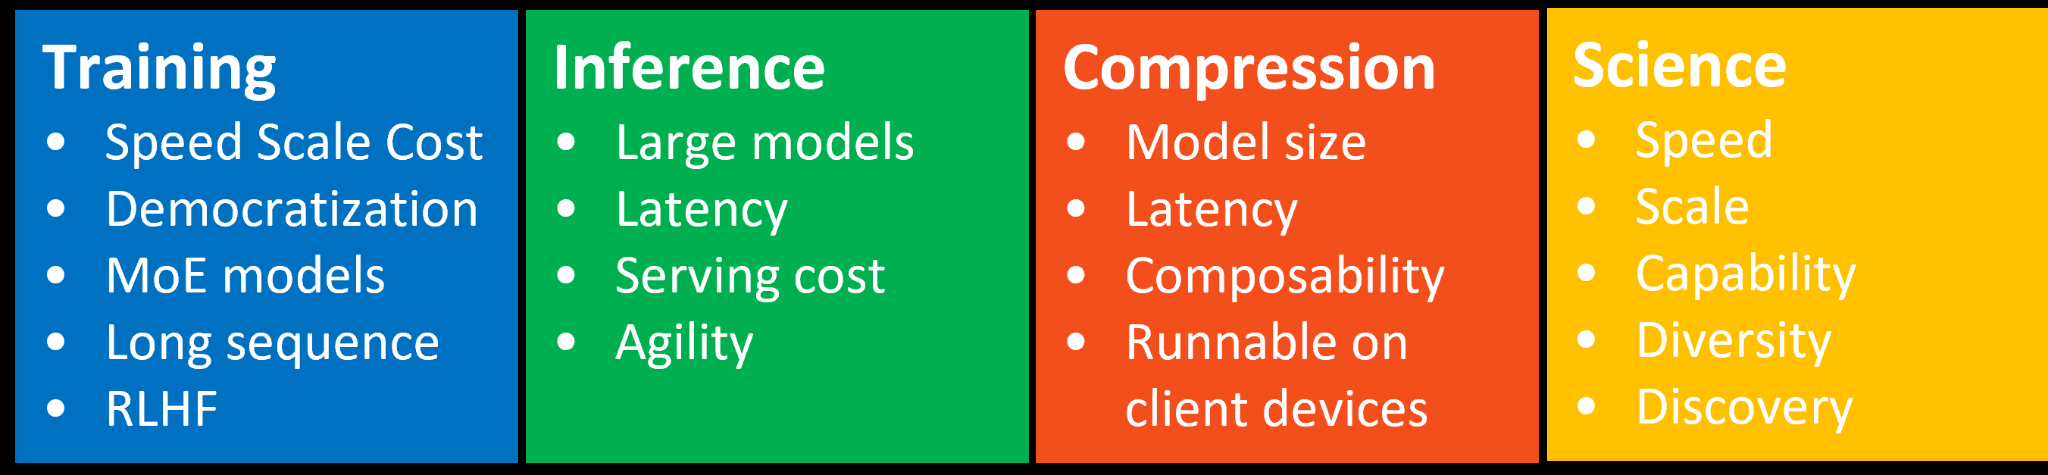 Training
• Speed Scale Cost
• Democratization
• MoE models
• Long sequence
• RLHF
Inference
• Large models
• Latency
• Serving cost
• Agility
Compression
• Model size
• Latency
• Composability
• Runnable on
client devices
Science
• Speed
• Scale
• Capability
• Diversity
• Discovery